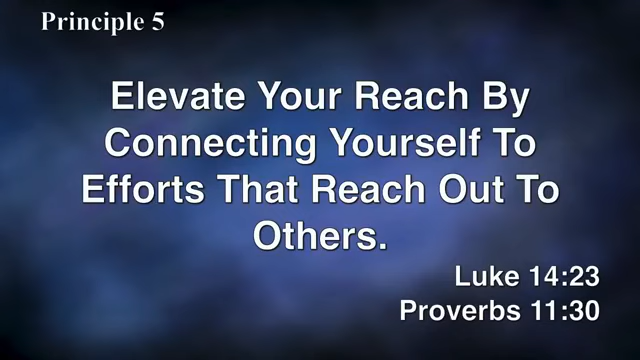 Principle 5
Elevate Your Reach By
Connecting Yourself To
Efforts That Reach Out To
Others.
Luke 14:23
Proverbs 11:30